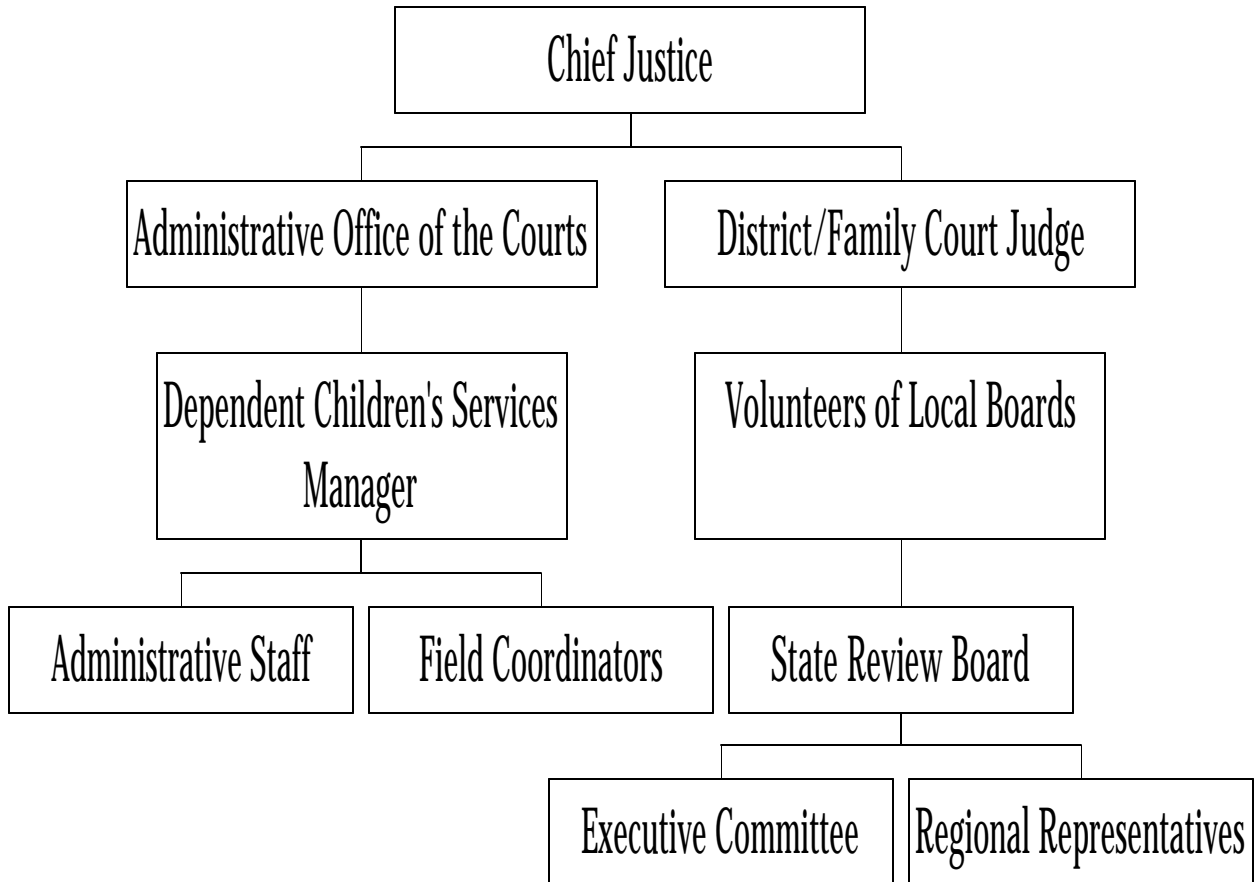 Chief Justice
Administrative Office of the Courts
District/Family Court Judge
Dependent Children's Services
Manager
Volunteers of Local Boards
Administrative Staff
Field Coordinators
State Review Board
Executive Committee
Regional Representatives